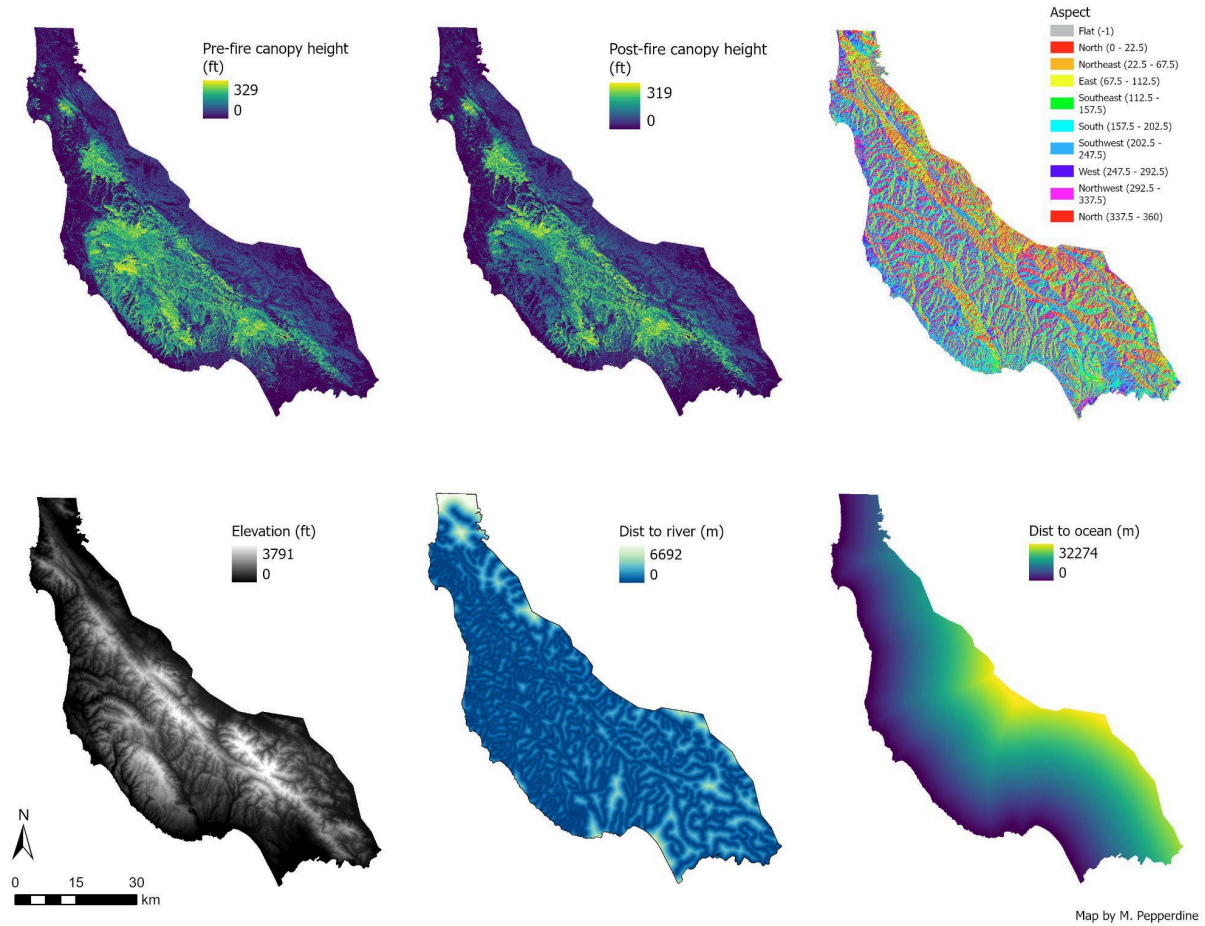 Pre-fire canopy height
(ft)
329
0
Post-fire canopy height
(ft)
319
0
Aspect
Flat (-1)
North (0 - 22.5)
Northeast (22.5 - 67.5)
East (67.5 - 112.5)
Southeast (112.5 -
157.5)
South (157.5 - 202.5)
Southwest (202.5 -
247.5)
West (247.5 - 292.5)
Northwest (292.5 -
337.5)
North (337.5 - 360)
Elevation (ft)
3791
0
Dist to river (m)
6692
0
Dist to ocean (m)
32274
0
N
0 15 30
km
Map by M. Pepperdine